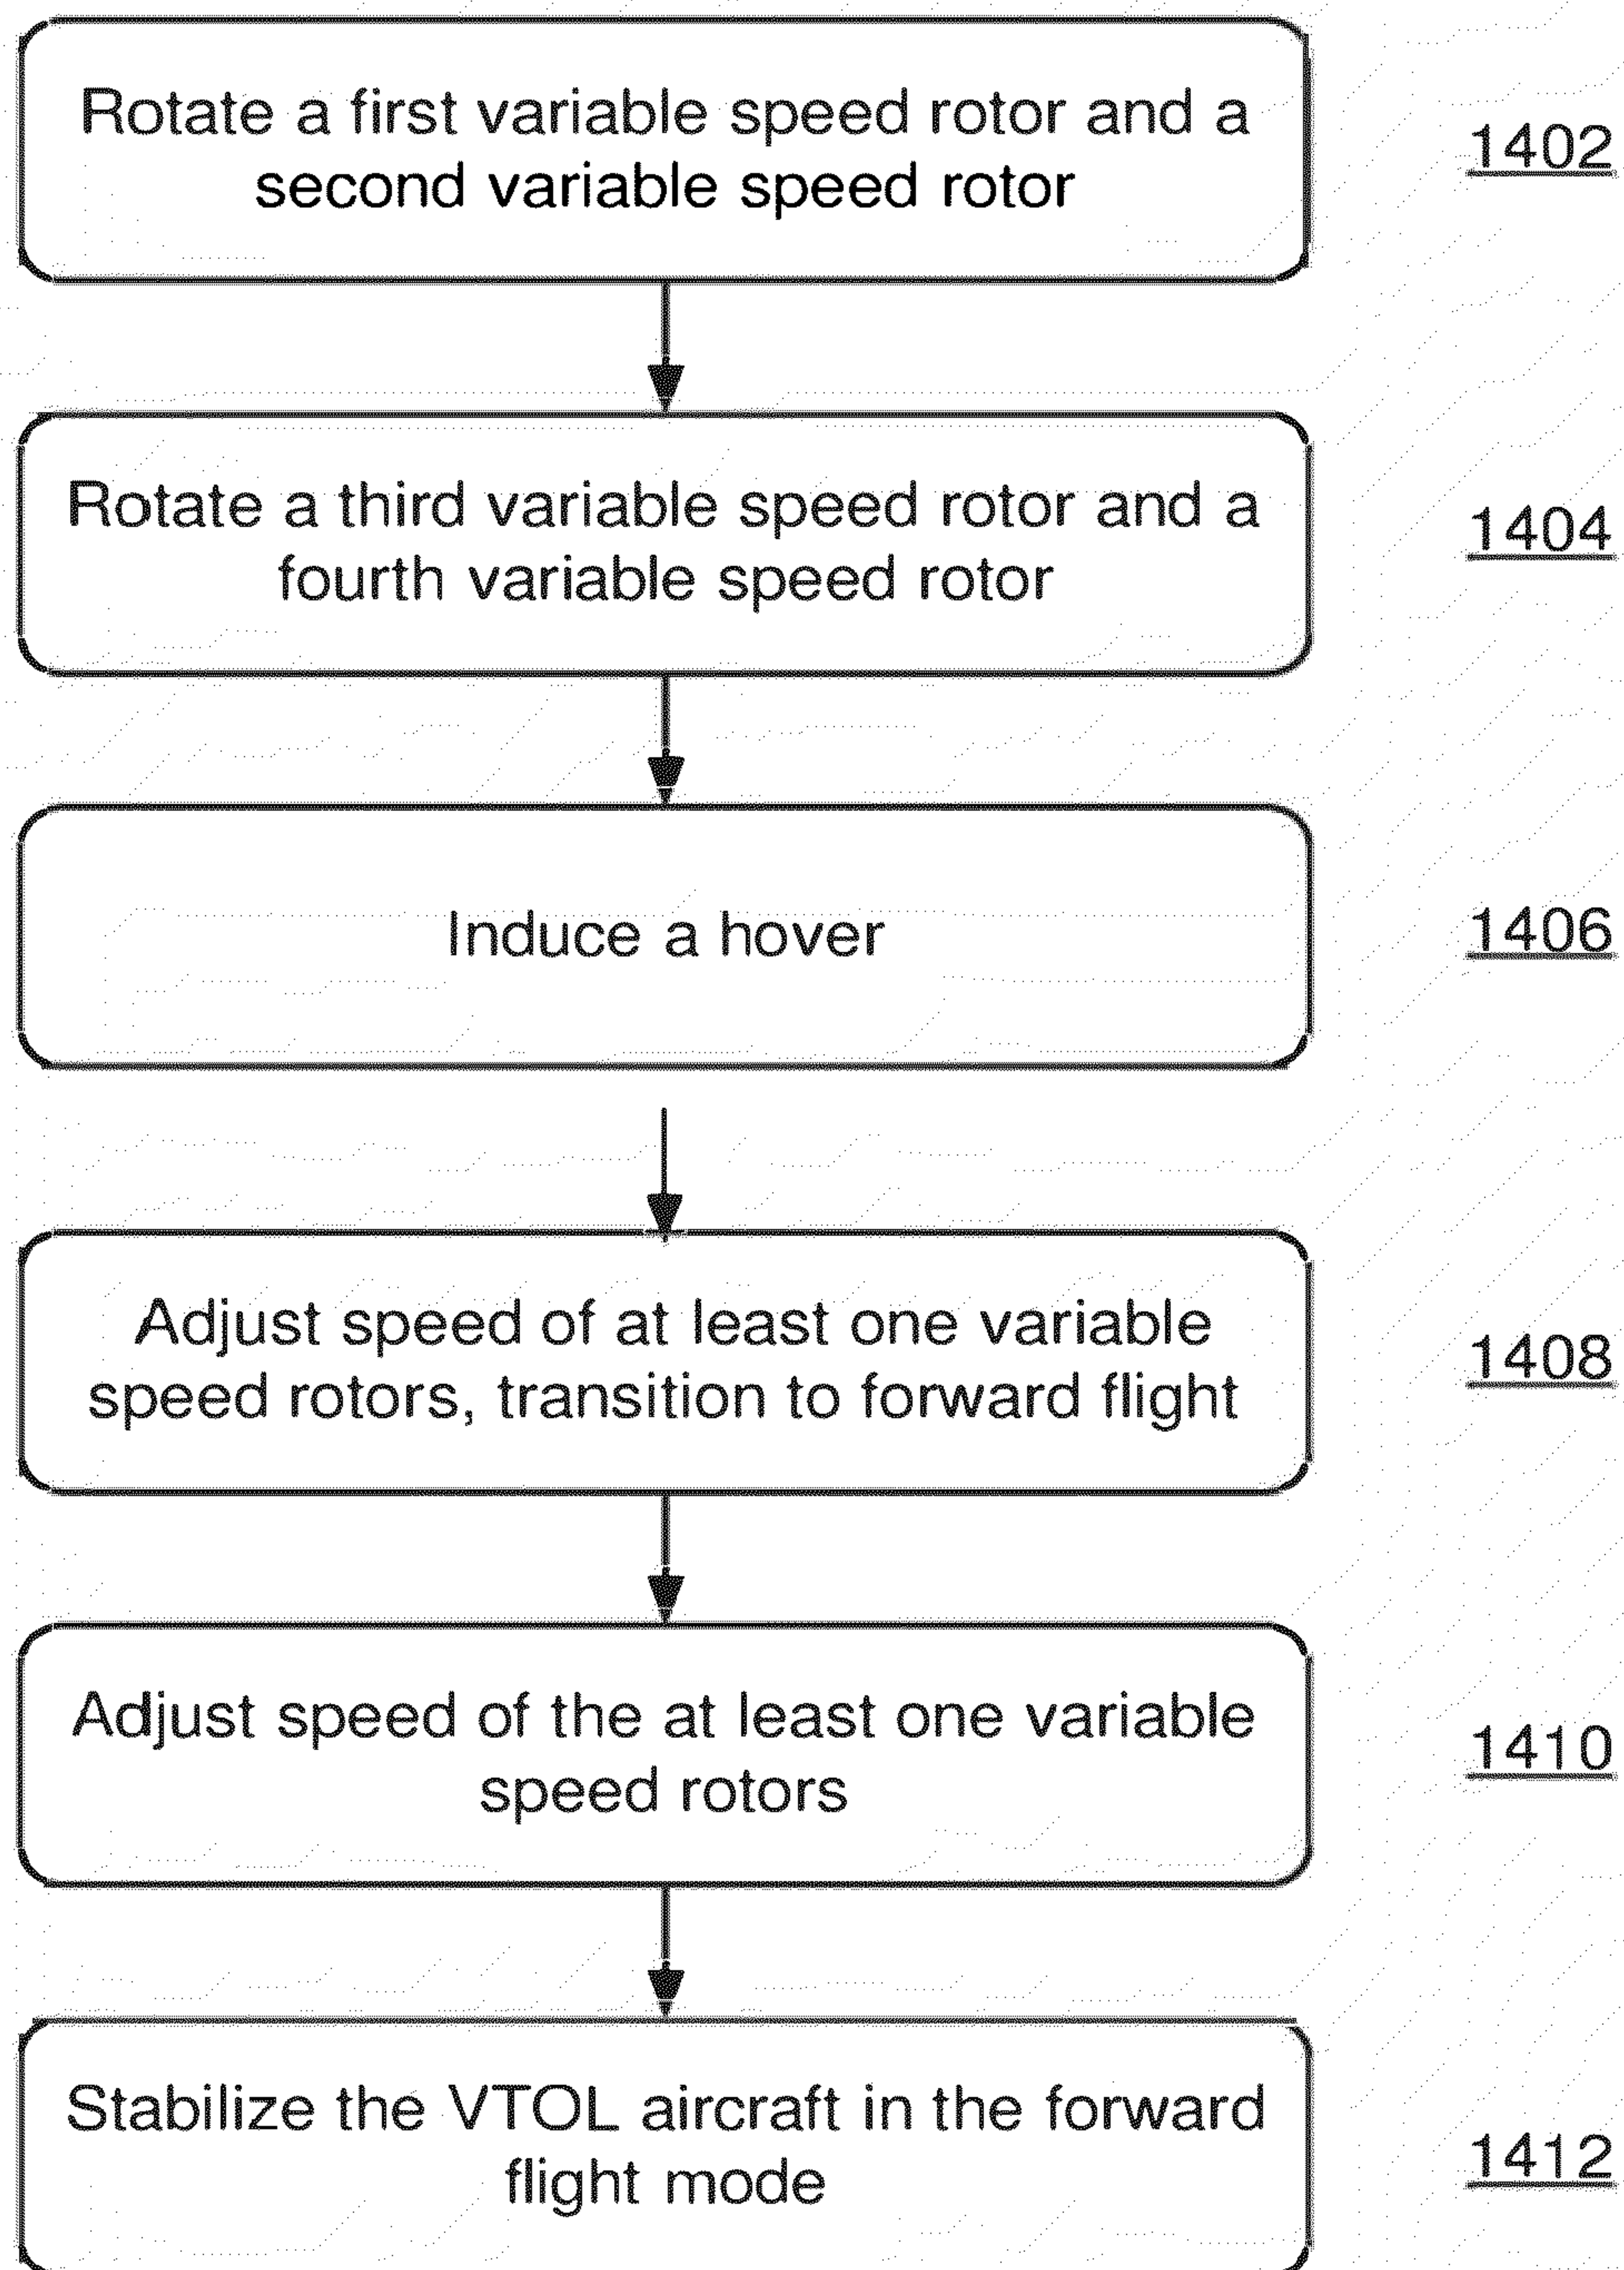 Rotate a first variable speed rotor and a
second variable speed rotor
1402
Rotate a third variable speed rotor and a
fourth variable speed rotor
1404
Induce a hover
1406
Adjust speed of at least one variable
speed rotors, transition to forward flight
1408
Adjust speed of the at least one variable
speed rotors
1410
Stabilize the VTOL aircraft in the forward
flight mode
1412